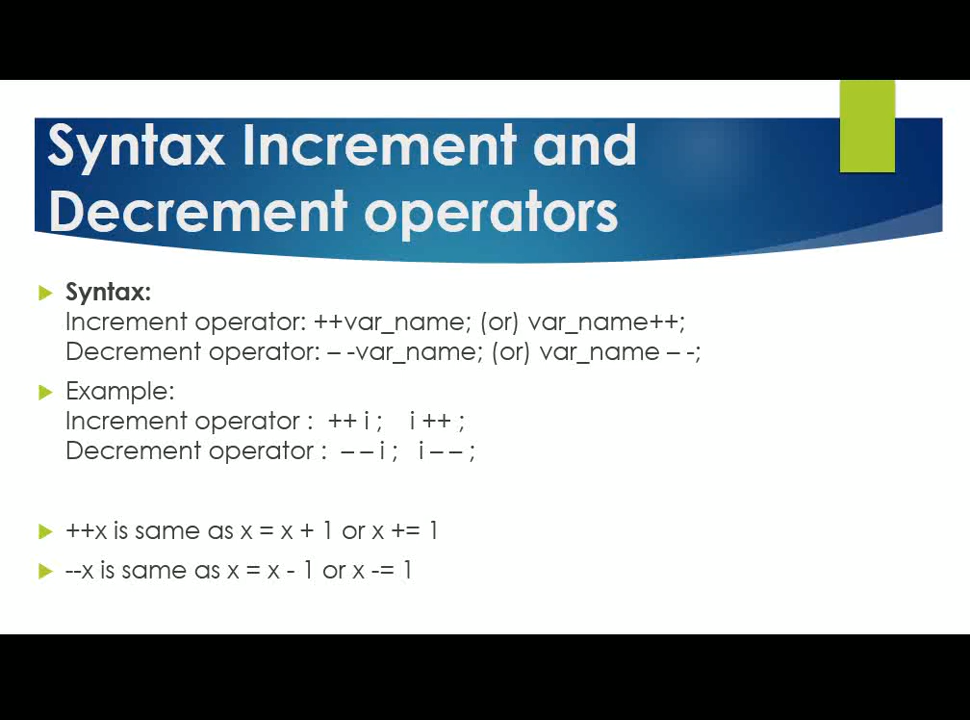 Syntax Increment and
Decrement operators
Syntax:
Increment operator: ++var_name; (or) var_name++;
Decrement operator: – -var_name; (or) var_name – -;
Example:
Increment operator : ++ i ; i ++ ;
Decrement operator : – – i ; i – – ;
++x is same as x = x + 1 or x += 1
--x is same as x = x - 1 or x -= 1